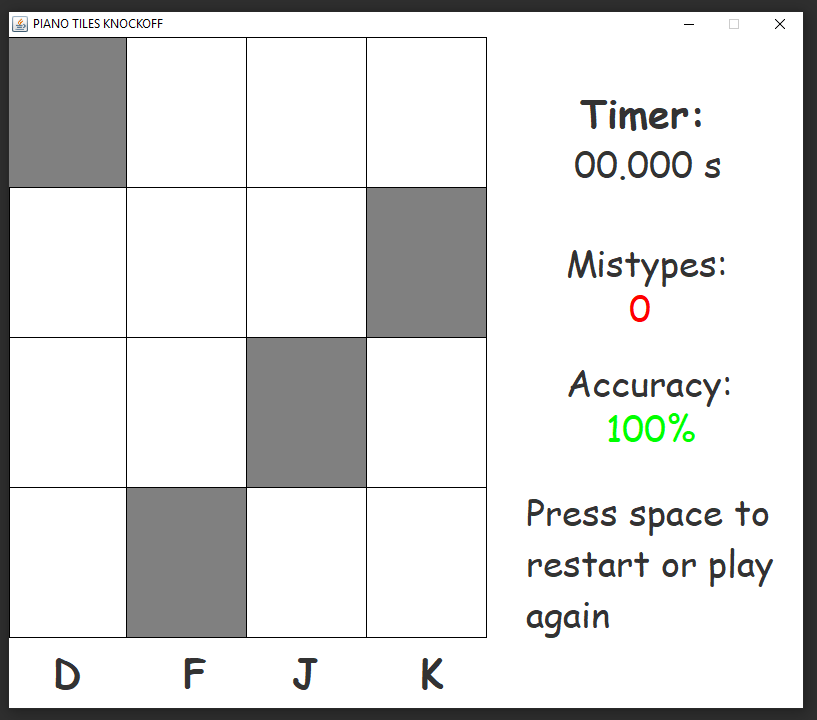 PIANO TILES KNOCKOFF
Timer:
00.000 s
Mistypes:
0
Accuracy:
100%
Press space to
restart or play
again
D F J K